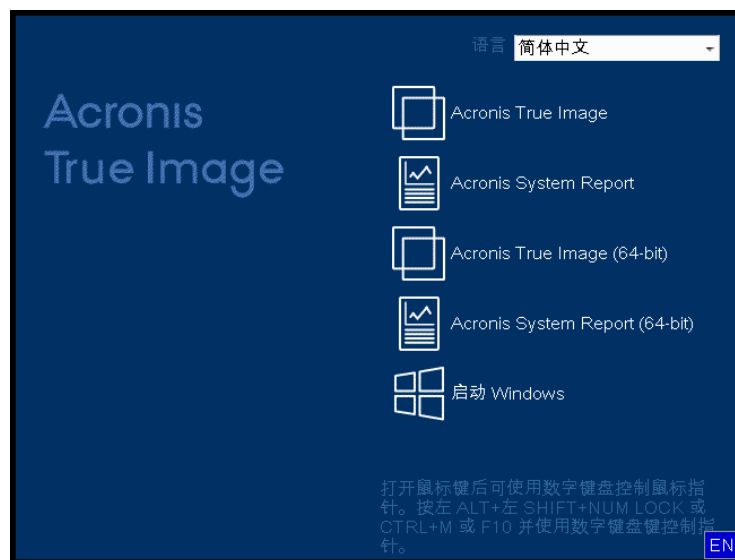 语言 简体中文
Acronis
True Image
Acronis True Image
Acronis System Report
Acronis True Image (64-bit)
Acronis System Report (64-bit)
启动 Windows
打开鼠标键后可使用数字键盘控制鼠标指
针。按左 ALT+左 SHIFT+NUM LOCK 或
CTRL+M 或 F10 并使用数字键盘键控制指
针。
EN